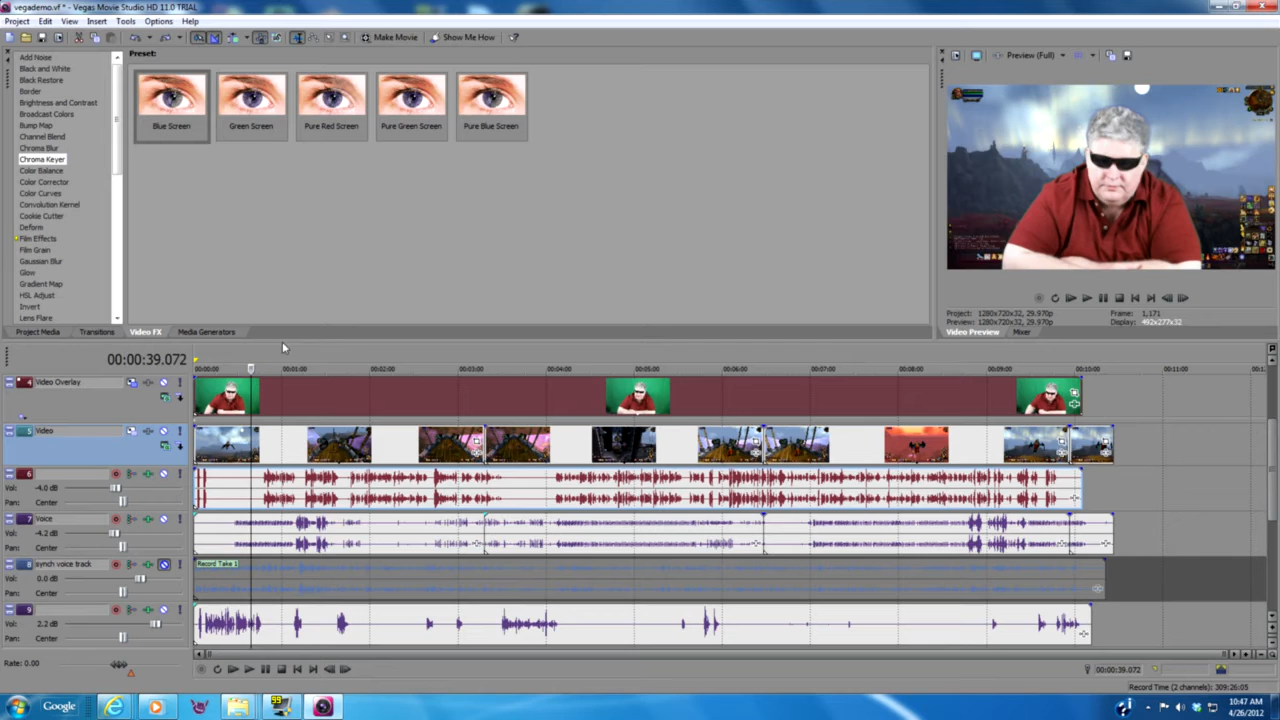 vegademo.vf * - Vegas Movie Studio HD 11.0 TRIAL
Project Edit View Insert Tools Options Help
Make Movie Show Me How
Add Noise
Black and White
Black Restore
Border
Brightness and Contrast
Broadcast Colors
Bump Map
Channel Blend
Chroma Blur
Chroma Keyer
Color Balance
Color Corrector
Color Curves
Convolution Kernel
Cookie Cutter
Deform
Film Effects
Film Grain
Gaussian Blur
Glow
Gradient Map
HSL Adjust
Invert
Lens Flare
Preset:
Blue Screen Green Screen Pure Red Screen Pure Green Screen Pure Blue Screen
Preview (Full)
Project: 1280x720x32, 29.970p Frame: 1,171
Preview: 1280x720x32, 29.970p Display: 492x277x32
Video Preview Mixer
Project Media Transitions Video FX Media Generators
00:00:39.072
00:00:00 00:01:00 00:02:00 00:03:00 00:04:00 00:05:00 00:06:00 00:07:00 00:08:00 00:09:00 00:10:00 00:11:00
4 Video Overlay
5 Video
6
Vol: -4.0 dB
Pan: Center
7 Voice
Vol: -4.2 dB
Pan: Center
8 synch voice track
Vol: 0.0 dB
Pan: Center
Record Take 1
9
Vol: 2.2 dB
Pan: Center
Rate: 0.00
00:00:39.072
Record Time (2 channels): 309:26:05
Google
99
10:47 AM
4/26/2012